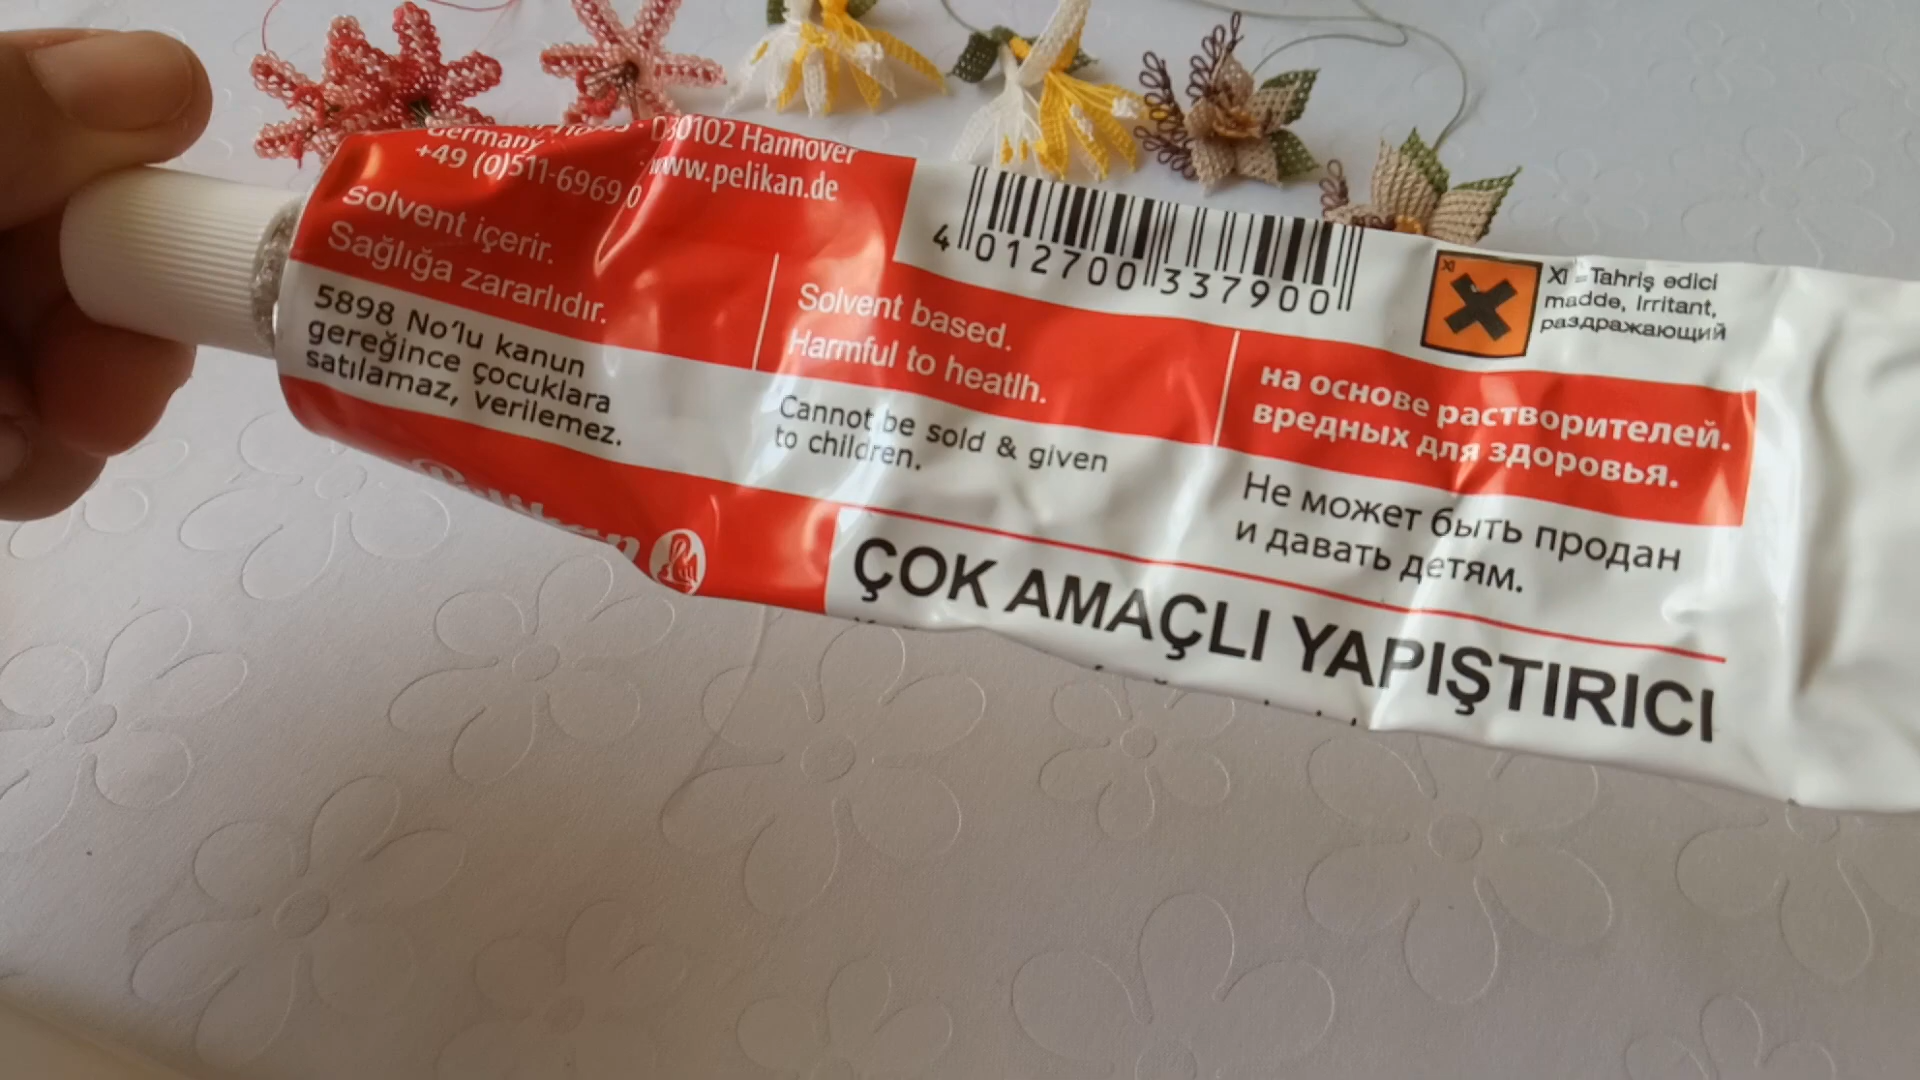 Germany
D30102 Hannover
+49 (0)511-6969 0
www.pelikan.de
Solvent içerir.
Sağlığa zararlıdır.
5898 No'lu kanun
gereğince çocuklara
satılamaz, verilemez.
Solvent based.
Harmful to heatlh.
Cannot be sold & given
to children.
4 012700 337900
XI
XI = Tahriş edici
madde, Irritant,
раздражающий
на основе растворителей.
вредных для здоровья.
Не может быть продан
и давать детям.
Pelikan
ÇOK AMAÇLI YAPIŞTIRICI